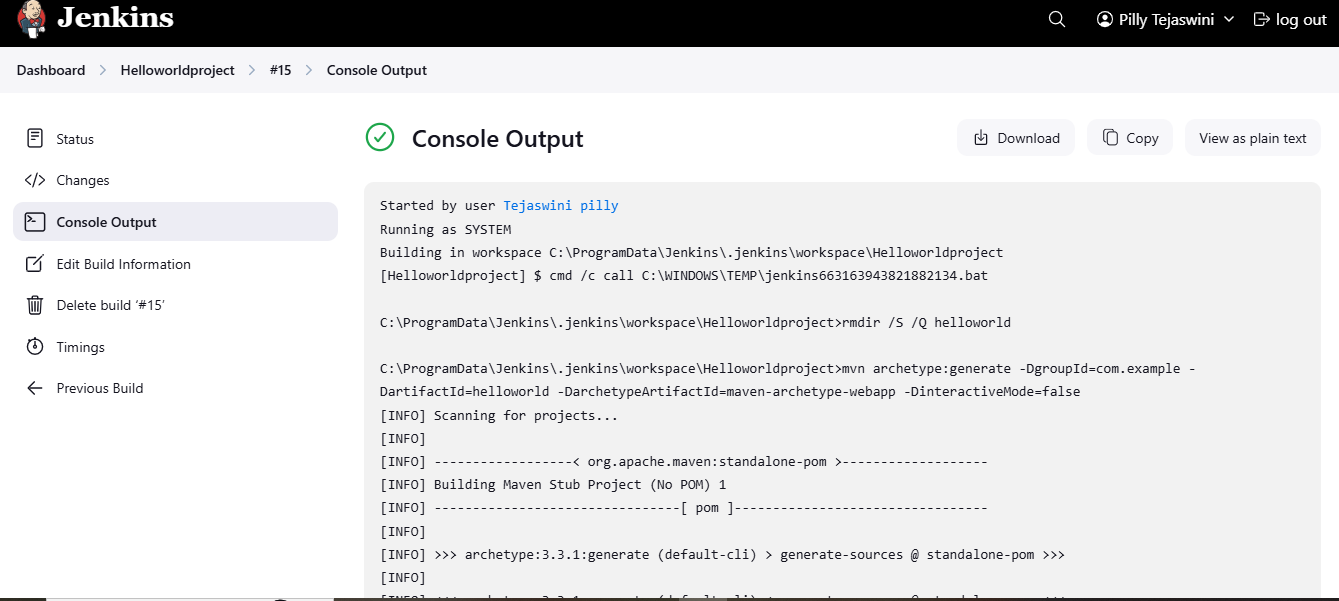 Jenkins
Pilly Tejaswini
log out
Dashboard > Helloworldproject > #15 > Console Output
Status
Changes
Console Output
Edit Build Information
Delete build ‘#15’
Timings
Previous Build
Console Output
Download
Copy
View as plain text
Started by user Tejaswini pilly
Running as SYSTEM
Building in workspace C:\ProgramData\Jenkins\.jenkins\workspace\Helloworldproject
[Helloworldproject] $ cmd /c call C:\WINDOWS\TEMP\jenkins663163943821882134.bat
C:\ProgramData\Jenkins\.jenkins\workspace\Helloworldproject>rmdir /S /Q helloworld
C:\ProgramData\Jenkins\.jenkins\workspace\Helloworldproject>mvn archetype:generate -DgroupId=com.example -
DartifactId=helloworld -DarchetypeArtifactId=maven-archetype-webapp -DinteractiveMode=false
[INFO] Scanning for projects...
[INFO]
[INFO] ------------------< org.apache.maven:standalone-pom >-------------------
[INFO] Building Maven Stub Project (No POM) 1
[INFO] --------------------------------[ pom ]---------------------------------
[INFO]
[INFO] >>> archetype:3.3.1:generate (default-cli) > generate-sources @ standalone-pom >>>
[INFO]